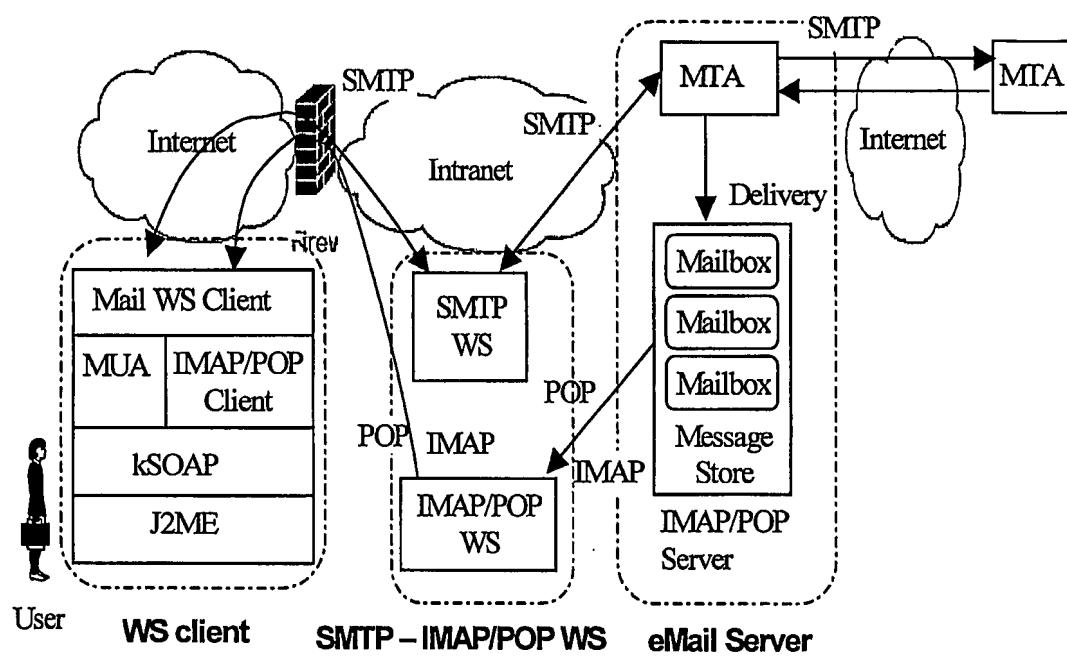 SMTP
MTA
MTA
SMTP
SMTP
Internet
Intranet
Internet
Delivery
Mail WS Client
MUA
IMAP/POP
Client
kSOAP
J2ME
User
WS client
SMTP
WS
POP
IMAP
IMAP/POP
WS
SMTP – IMAP/POP WS
POP
IMAP
Mailbox
Mailbox
Mailbox
Message
Store
IMAP/POP
Server
eMail Server